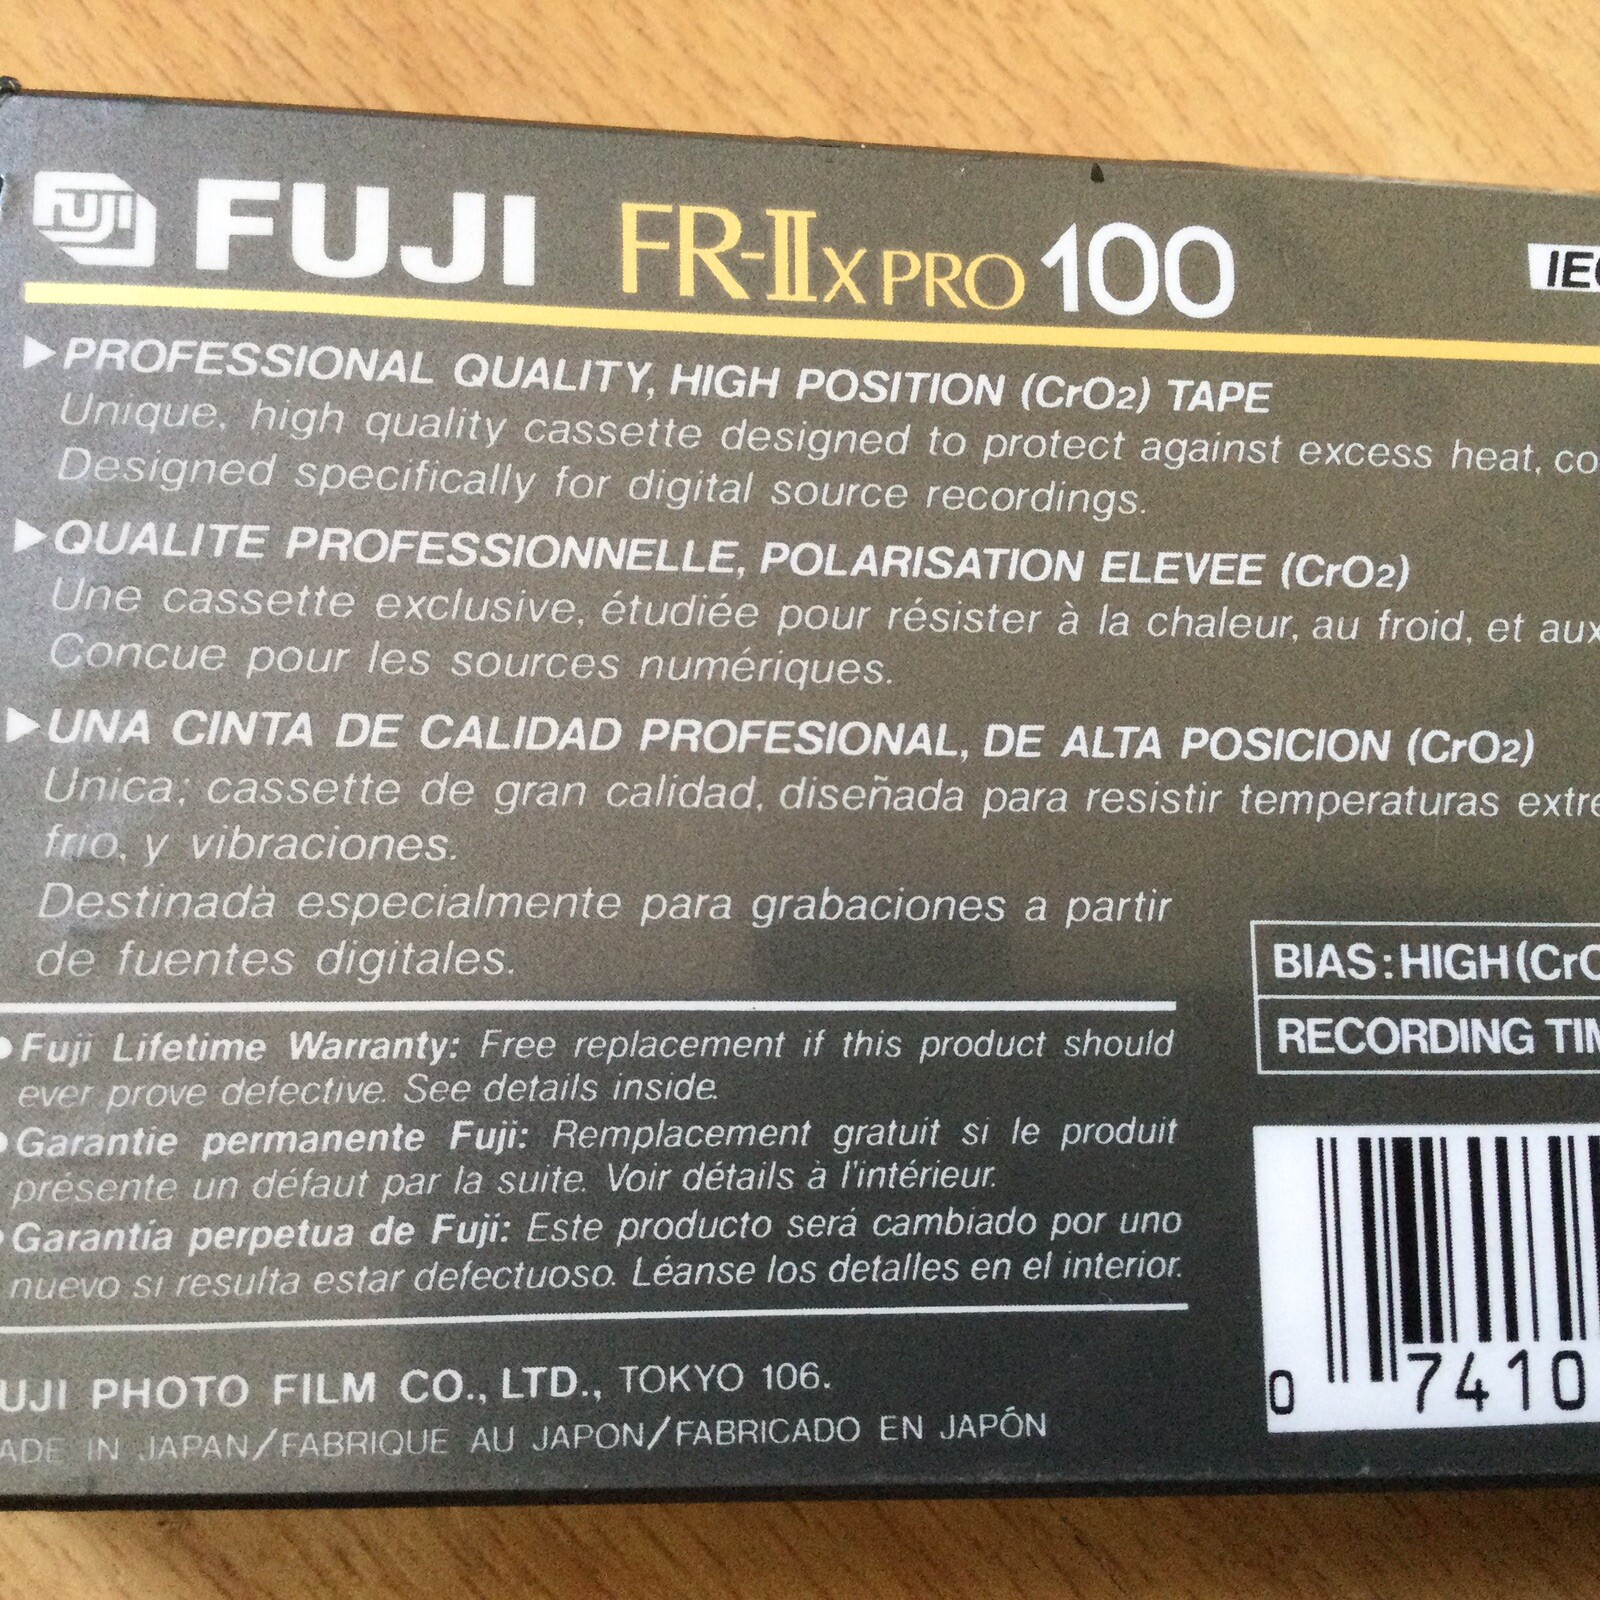 FUJI FUJI FR-IIx PRO 100
▶PROFESSIONAL QUALITY, HIGH POSITION (CrO2) TAPE
Unique, high quality cassette designed to protect against excess heat,
Designed specifically for digital source recordings.
▶QUALITE PROFESSIONNELLE, POLARISATION ELEVEE (CrO2)
Une cassette exclusive, étudiée pour résister à la chaleur, au froid, et aux
Concue pour les sources numériques.
▶UNA CINTA DE CALIDAD PROFESIONAL, DE ALTA POSICION (CrO2)
Unica; cassette de gran calidad, diseñada para resistir temperaturas
frio, y vibraciones.
Destinada especialmente para grabaciones a partir
de fuentes digitales.
BIAS: HIGH
RECORDING
•Fuji Lifetime Warranty: Free replacement if this product should
ever prove defective. See details inside.
•Garantie permanente Fuji: Remplacement gratuit si le produit
présente un défaut par la suite. Voir détails à l'intérieur.
•Garantía perpetua de Fuji: Este producto será cambiado por uno
nuevo si resulta estar defectuoso. Léanse los detalles en el interior.
UJI PHOTO FILM CO., LTD., TOKYO 106.
ADE IN JAPAN/FABRIQUE AU JAPON/FABRICADO EN JAPÓN
0 7410